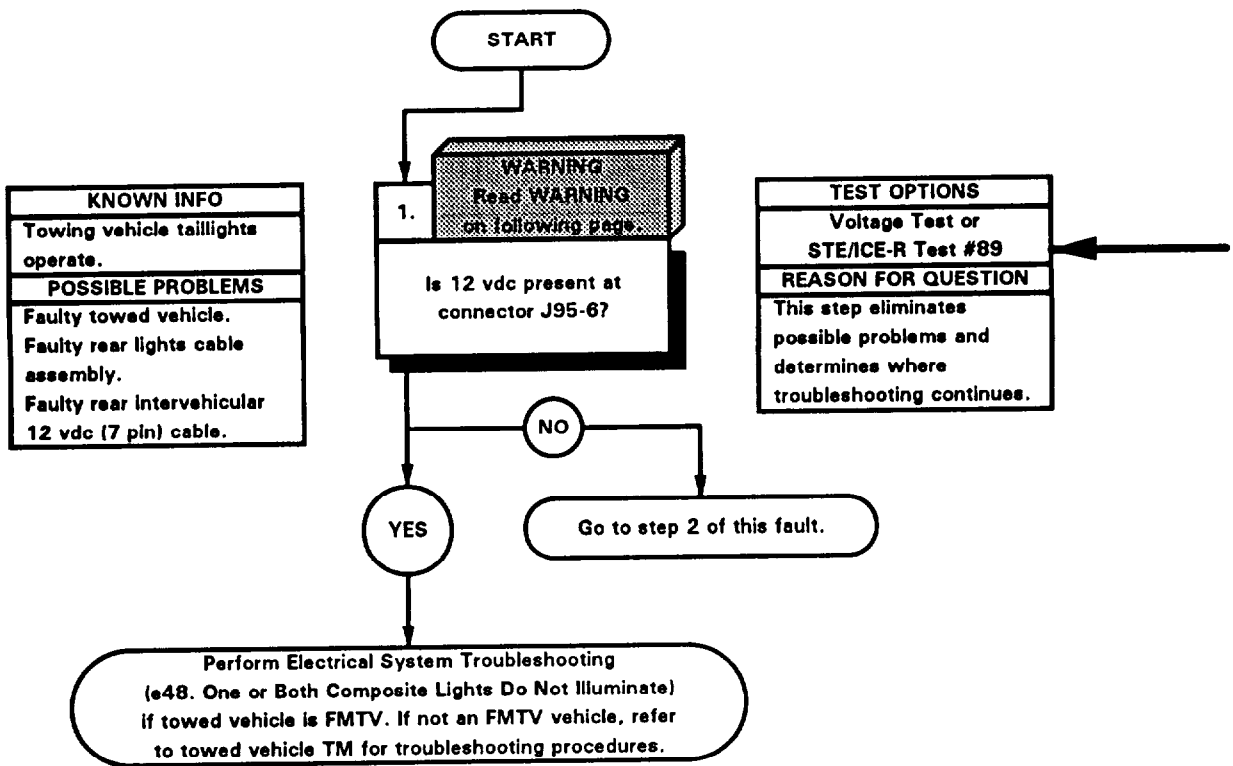 START
WARNING
Read WARNING
on following page.
1.
Is 12 vdc present at
connector J95-6?
KNOWN INFO
Towing vehicle taillights
operate.
POSSIBLE PROBLEMS
Faulty towed vehicle.
Faulty rear lights cable
assembly.
Faulty rear intervehicular
12 vdc (7 pin) cable.
TEST OPTIONS
Voltage Test or
STE/ICE-R Test #89
REASON FOR QUESTION
This step eliminates
possible problems and
determines where
troubleshooting continues.
NO
YES
Go to step 2 of this fault.
Perform Electrical System Troubleshooting
(e48. One or Both Composite Lights Do Not Illuminate)
if towed vehicle is FMTV. If not an FMTV vehicle, refer
to towed vehicle TM for troubleshooting procedures.